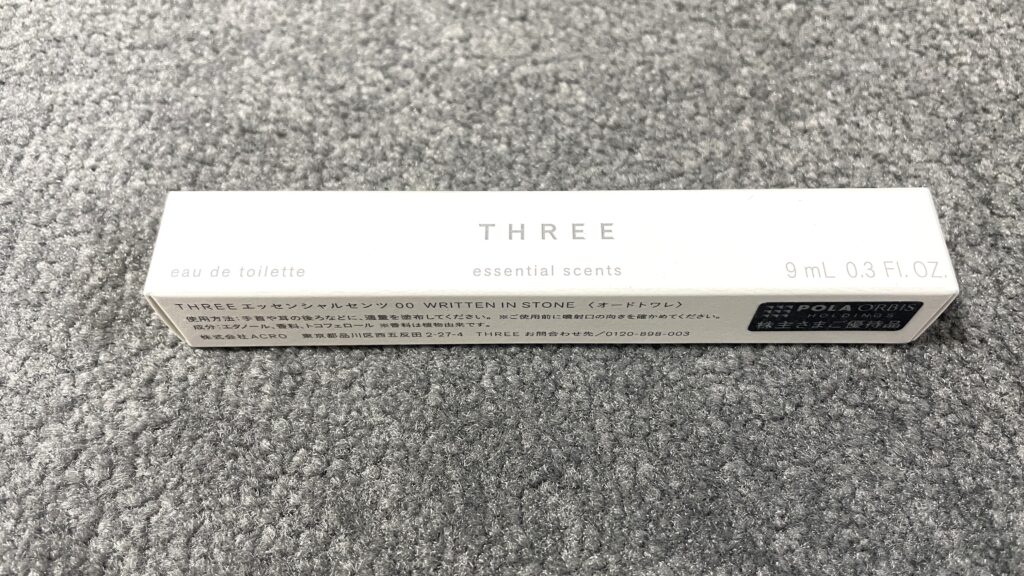 THREE
eau de toilette
essential scents
9 mL 0.3 Fl. OZ.
THREE エッセンシャルセンツ 00 WRITTEN IN STONE 〈オードトワレ〉
使用方法: 手首や耳の後ろなどに、適量を塗布してください。 ※ご使用前に噴射口の向きを確かめてください。
成分: エタノール、香料、トコフェロール ※香料は植物由来です。
株式会社ACRO 東京都品川区西五反田 2-27-4 THREE お問合わせ先／0120-898-003
POLA ORBIS
HOLDINGS
株主さまご優待品